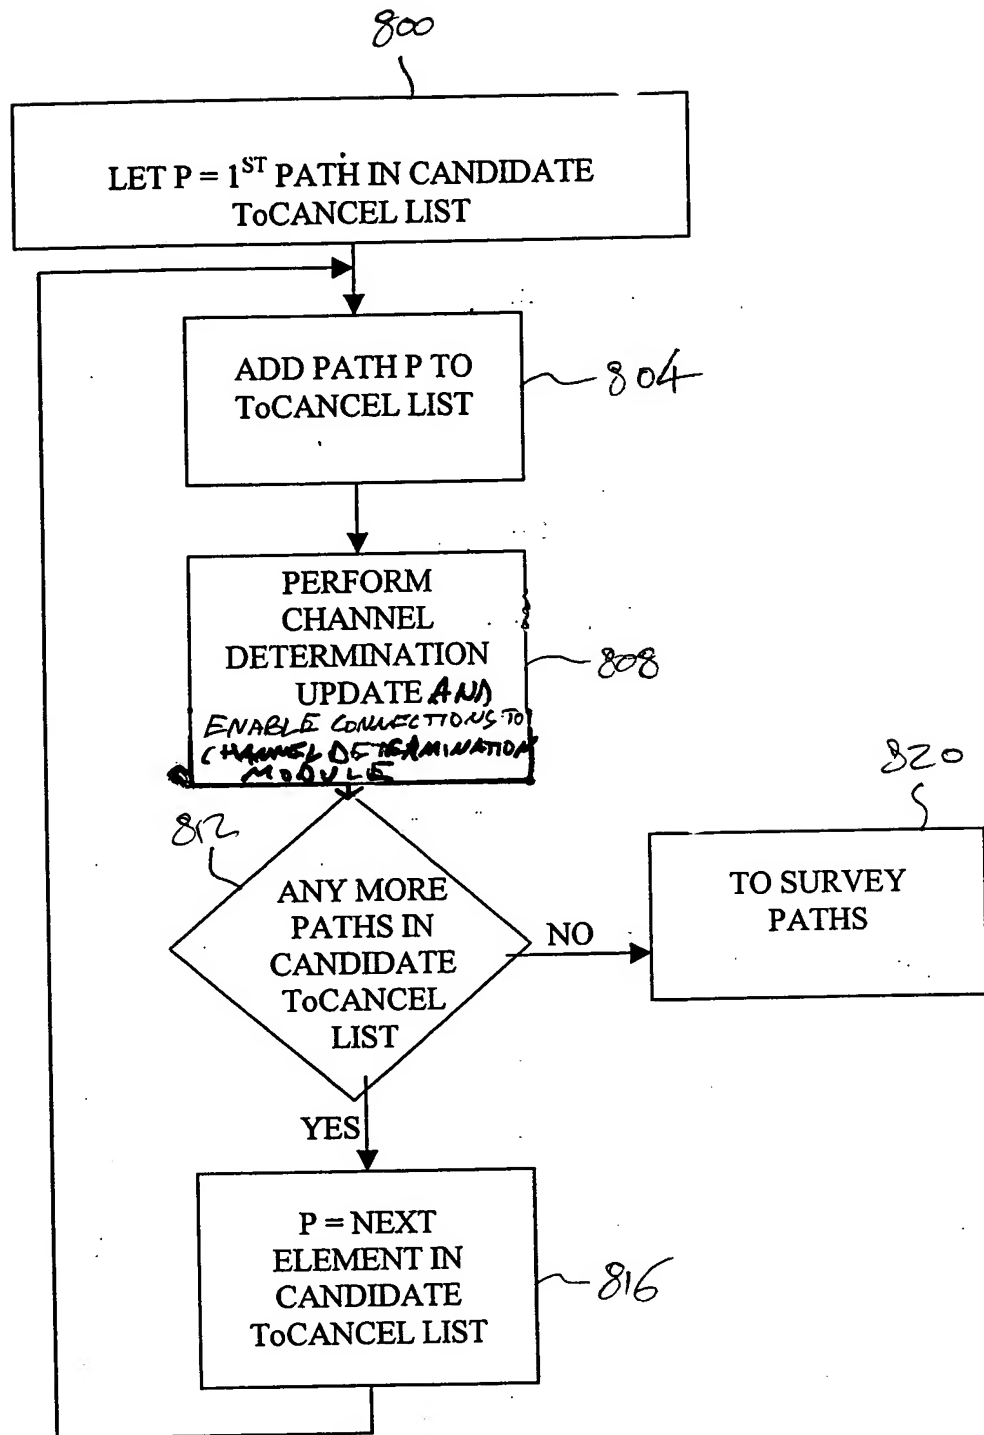 800
LET P = 1ST PATH IN CANDIDATE
ToCANCEL LIST
ADD PATH P TO
ToCANCEL LIST
804
PERFORM
CHANNEL
DETERMINATION
UPDATE AND
ENABLE CONNECTIONS TO
CHANNEL DETERMINATION
MODULE
808
812
ANY MORE
PATHS IN
CANDIDATE
ToCANCEL
LIST
NO
820
TO SURVEY
PATHS
YES
P = NEXT
ELEMENT IN
CANDIDATE
ToCANCEL LIST
816